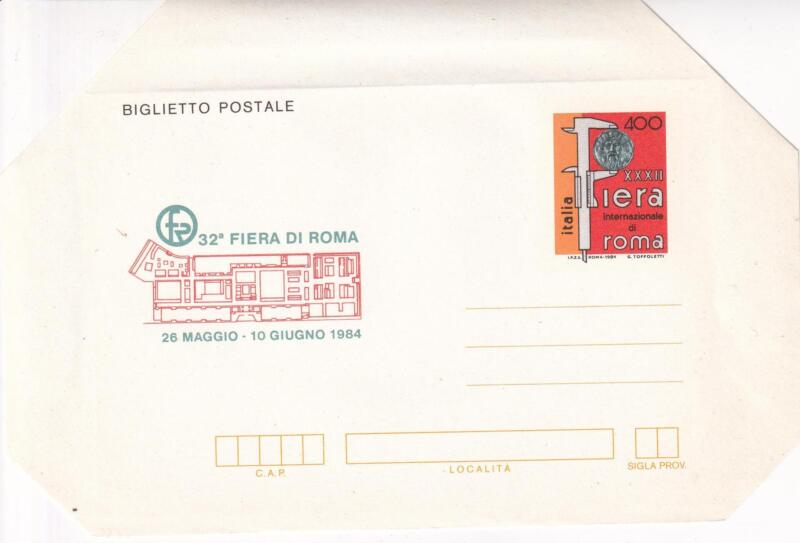 BIGLIETTO POSTALE
400
XXXII
Fiera
internazionale
di
roma
italia
I.P.Z.S. ROMA-1984 G. TOFFOLETTI
FR
32ª FIERA DI ROMA
26 MAGGIO - 10 GIUGNO 1984
C.A.P.
LOCALITÀ
SIGLA PROV.